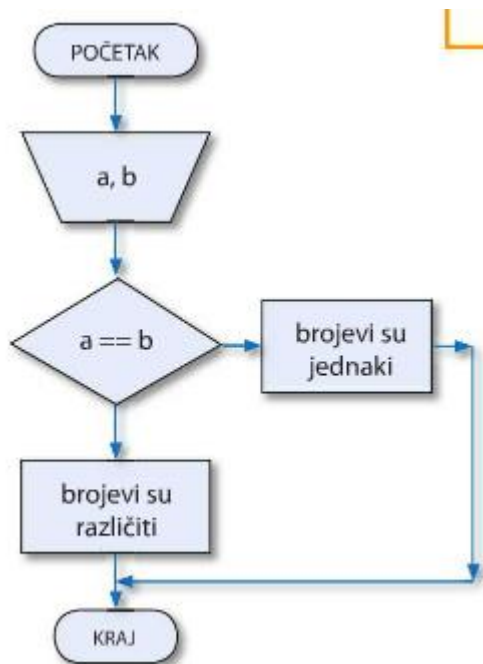 POČETAK
a, b
a == b
brojevi su
jednaki
brojevi su
različiti
KRAJ